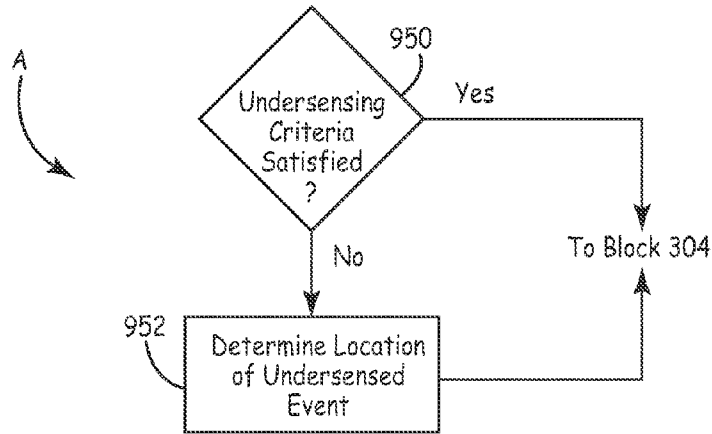 950
A
Yes
Undersensing
Criteria
Satisfied
?
To Block 304
No
952
Determine Location
of Undersensed
Event